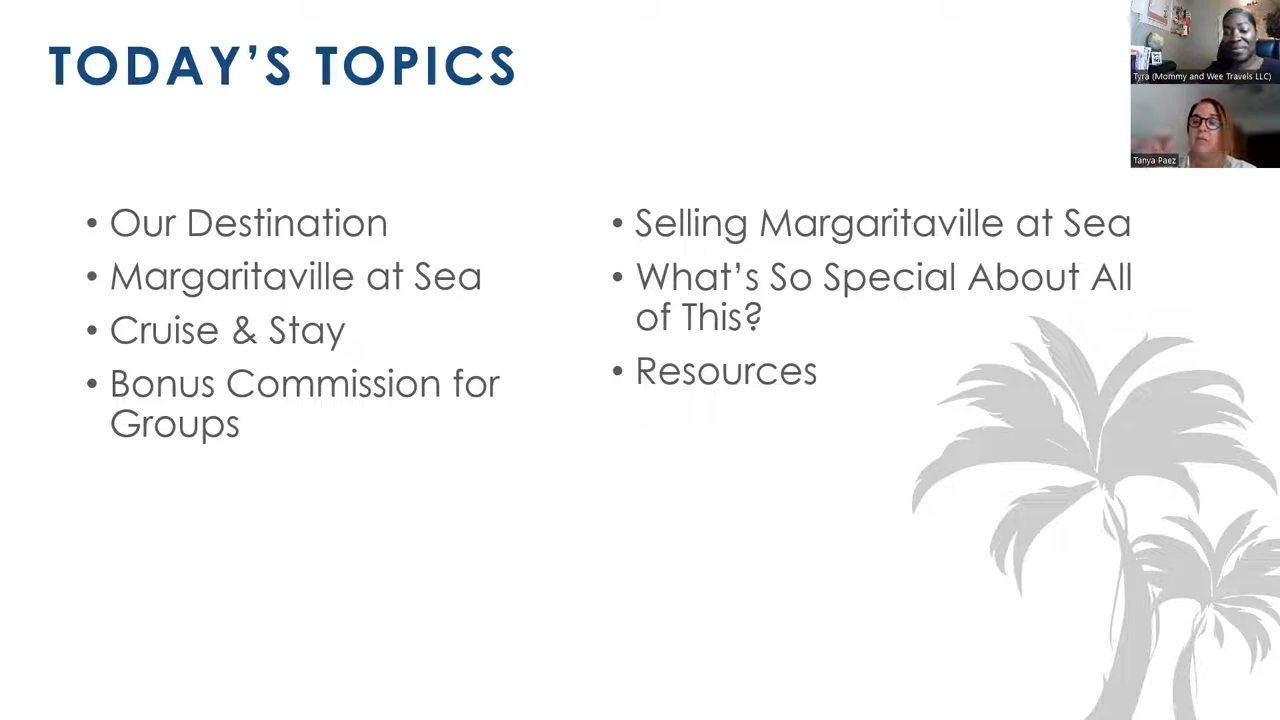 TODAY'S TOPICS
• Our Destination
• Margaritaville at Sea
• Cruise & Stay
• Bonus Commission for
Groups
• Selling Margaritaville at Sea
• What's So Special About All
of This?
• Resources
Tyra (Mommy and Wee Travels LLC)
Tanya Paez